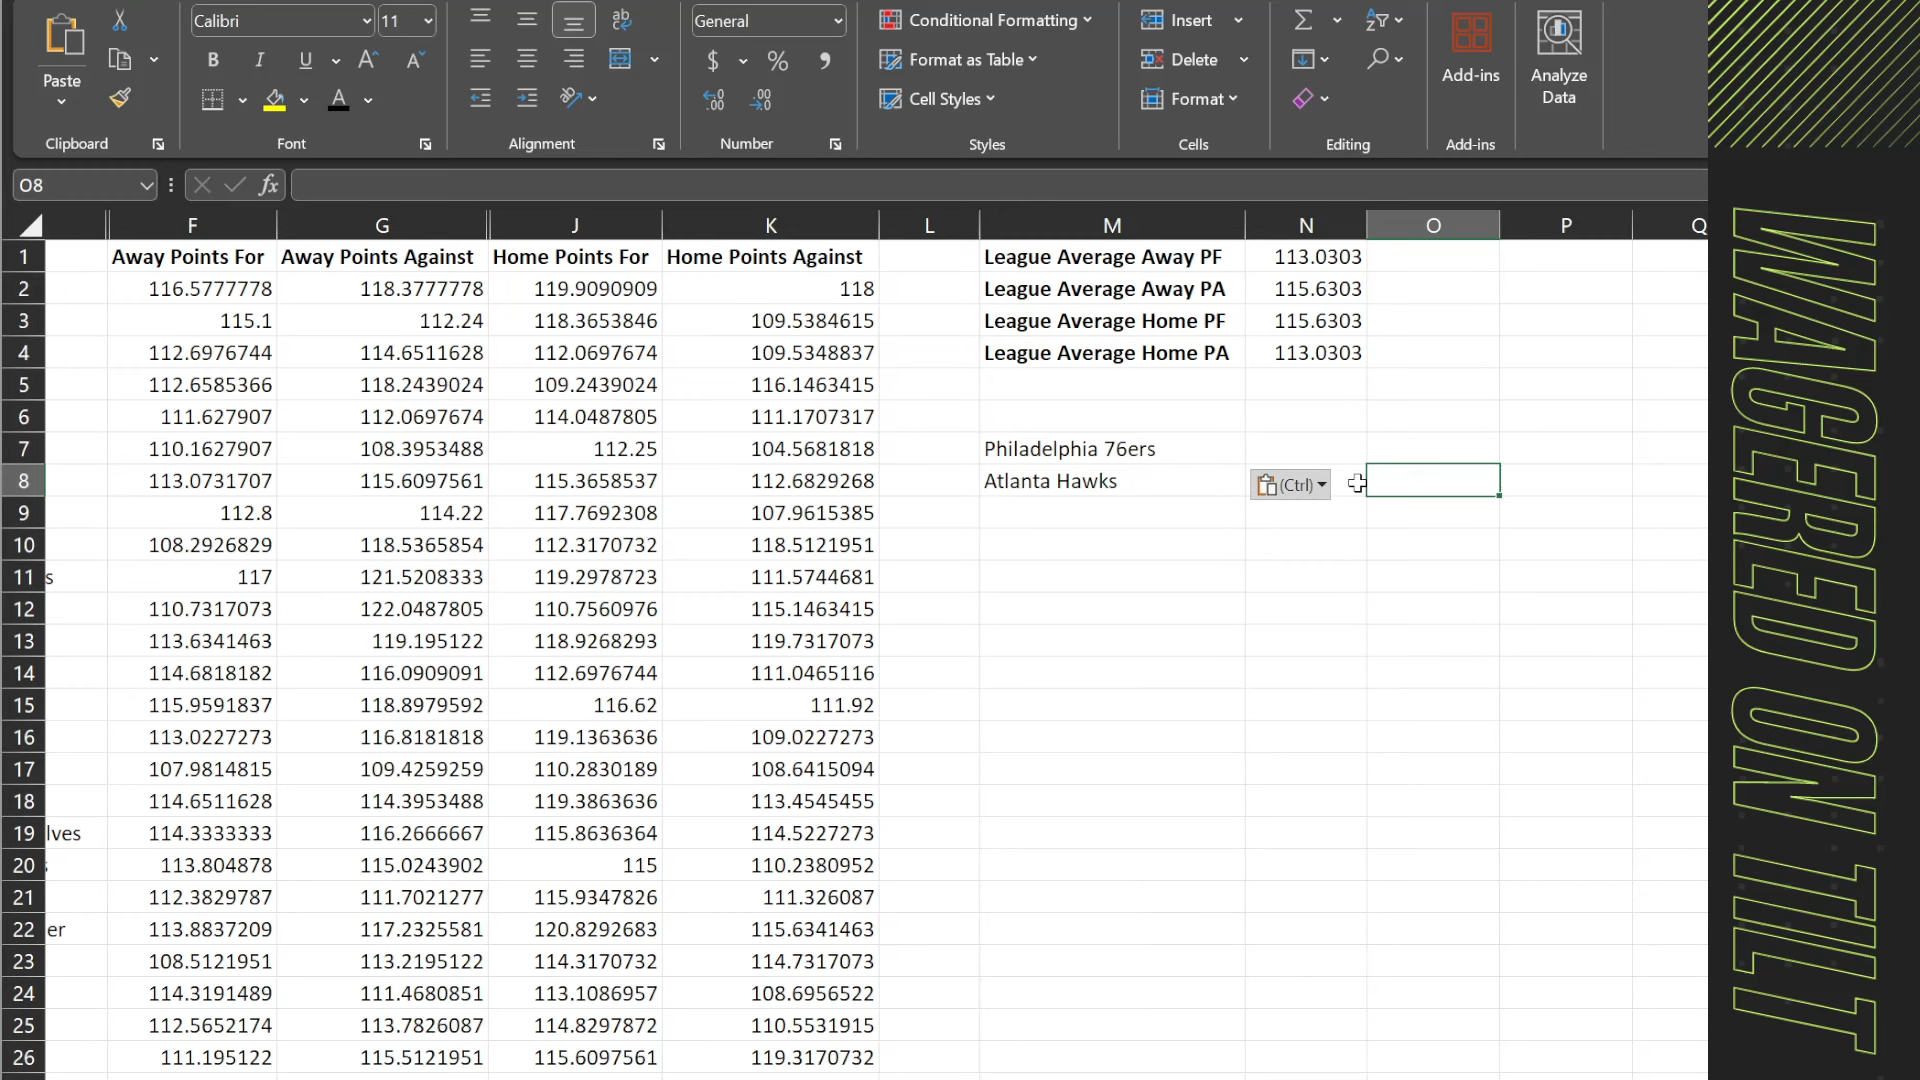 Calibri 11 ab General Conditional Formatting Insert
Paste B I U A A $ % Format as Table Delete Add-ins Analyze Data
A Cell Styles Format
Clipboard Font Alignment Number Styles Cells Editing Add-ins
O8 fx
F G J K L M N O P Q
1 Away Points For Away Points Against Home Points For Home Points Against League Average Away PF 113.0303
2 116.5777778 118.3777778 119.9090909 118 League Average Away PA 115.6303
3 115.1 112.24 118.3653846 109.5384615 League Average Home PF 115.6303
4 112.6976744 114.6511628 112.0697674 109.5348837 League Average Home PA 113.0303
5 112.6585366 118.2439024 109.2439024 116.1463415
6 111.627907 112.0697674 114.0487805 111.1707317
7 110.1627907 108.3953488 112.25 104.5681818 Philadelphia 76ers
8 113.0731707 115.6097561 115.3658537 112.6829268 Atlanta Hawks (Ctrl)
9 112.8 114.22 117.7692308 107.9615385
10 108.2926829 118.5365854 112.3170732 118.5121951
11 s 117 121.5208333 119.2978723 111.5744681
12 110.7317073 122.0487805 110.7560976 115.1463415
13 113.6341463 119.195122 118.9268293 119.7317073
14 114.6818182 116.0909091 112.6976744 111.0465116
15 115.9591837 118.8979592 116.62 111.92
16 113.0227273 116.8181818 119.1363636 109.0227273
17 107.9814815 109.4259259 110.2830189 108.6415094
18 114.6511628 114.3953488 119.3863636 113.4545455
19 lves 114.3333333 116.2666667 115.8636364 114.5227273
20 113.804878 115.0243902 115 110.2380952
21 112.3829787 111.7021277 115.9347826 111.326087
22 er 113.8837209 117.2325581 120.8292683 115.6341463
23 108.5121951 113.2195122 114.3170732 114.7317073
24 114.3191489 111.4680851 113.1086957 108.6956522
25 112.5652174 113.7826087 114.8297872 110.5531915
26 111.195122 115.5121951 115.6097561 119.3170732
WAGERED ON TILT